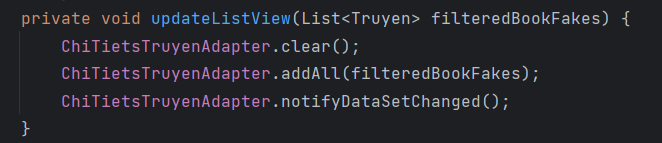 private void updateListView(List<Truyen> filteredBookFakes) {
    ChiTietsTruyenAdapter.clear();
    ChiTietsTruyenAdapter.addAll(filteredBookFakes);
    ChiTietsTruyenAdapter.notifyDataSetChanged();
}